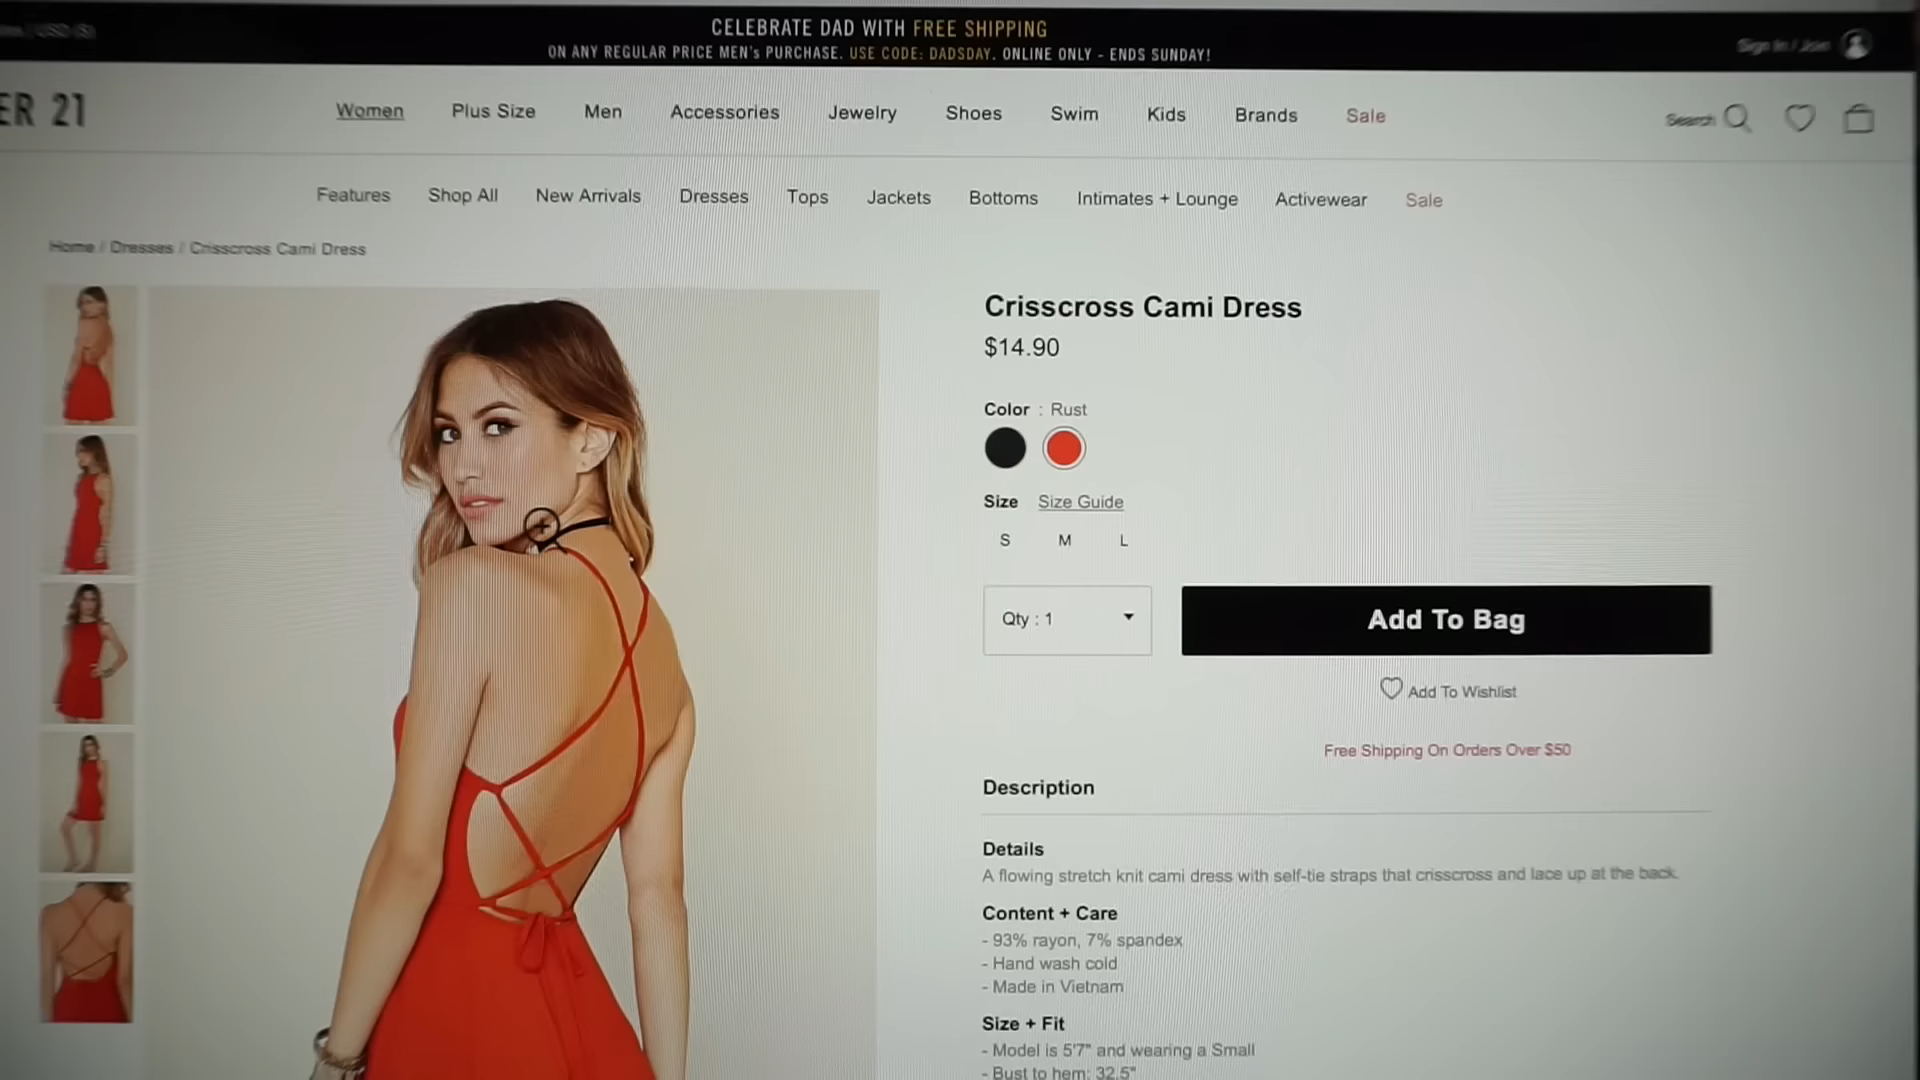 USD ($)
CELEBRATE DAD WITH FREE SHIPPING
ON ANY REGULAR PRICE MEN's PURCHASE. USE CODE: DADSDAY. ONLINE ONLY - ENDS SUNDAY!
Sign In / Join
ER 21
Women Plus Size Men Accessories Jewelry Shoes Swim Kids Brands Sale
Search
Features Shop All New Arrivals Dresses Tops Jackets Bottoms Intimates + Lounge Activewear Sale
Home / Dresses / Crisscross Cami Dress
Crisscross Cami Dress
$14.90
Color : Rust
Size Size Guide
S M L
Qty : 1
Add To Bag
Add To Wishlist
Free Shipping On Orders Over $50
Description
Details
A flowing stretch knit cami dress with self-tie straps that crisscross and lace up at the back.
Content + Care
- 93% rayon, 7% spandex
- Hand wash cold
- Made in Vietnam
Size + Fit
- Model is 5'7" and wearing a Small
- Bust to hem: 32.5"